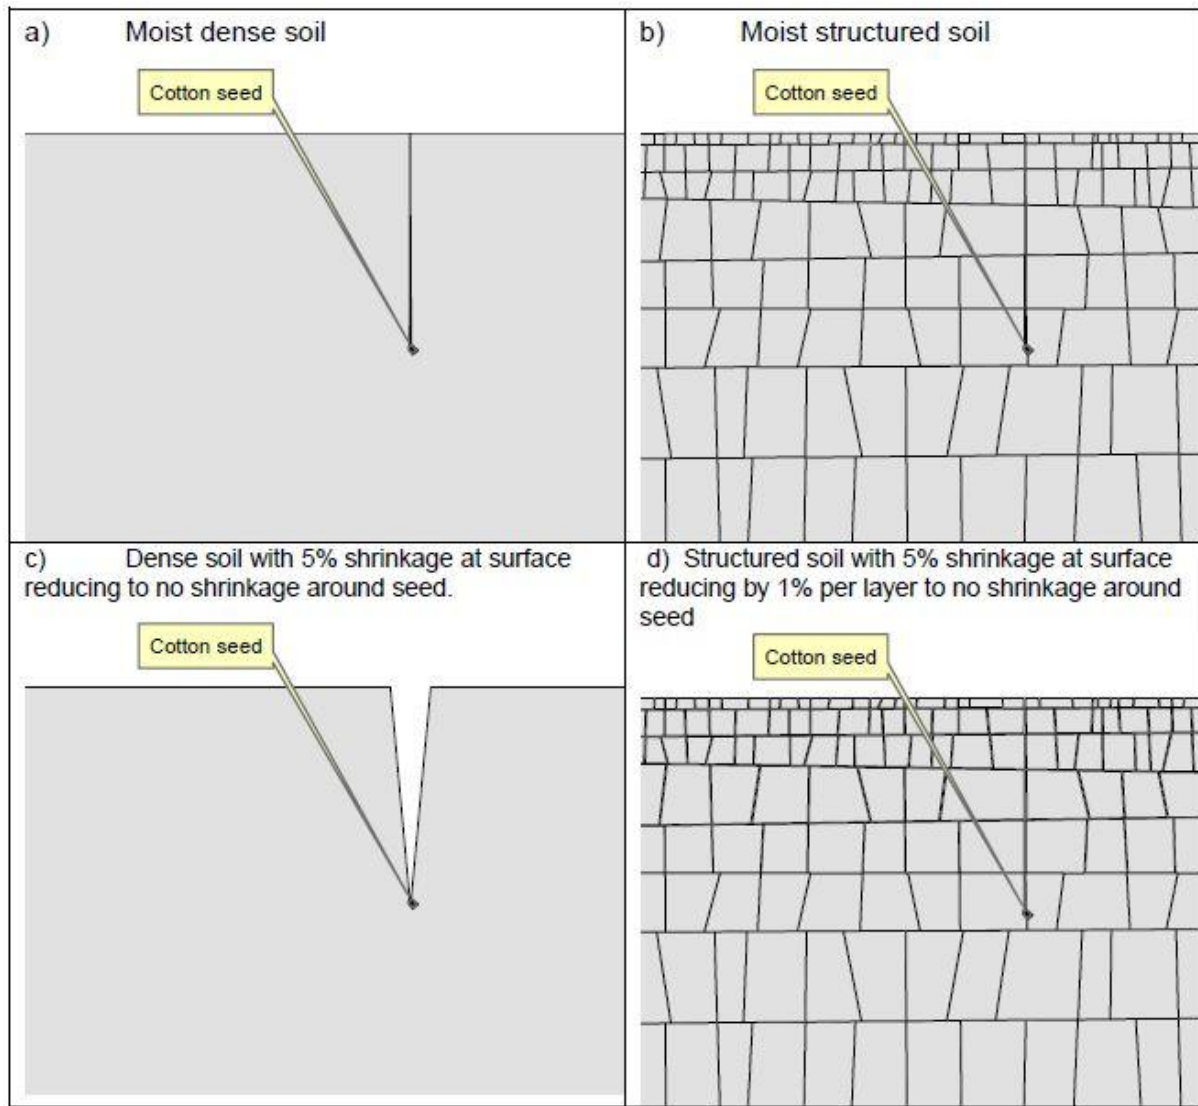 a) Moist dense soil
Cotton seed
b) Moist structured soil
Cotton seed
c) Dense soil with 5% shrinkage at surface
reducing to no shrinkage around seed.
Cotton seed
d) Structured soil with 5% shrinkage at surface
reducing by 1% per layer to no shrinkage around
seed
Cotton seed